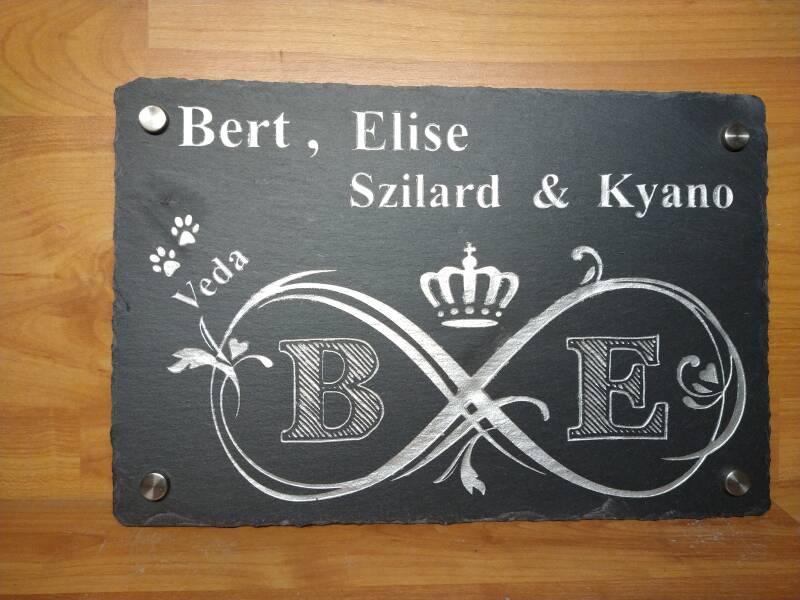 Bert , Elise
Szilard & Kyano
Veda
B E